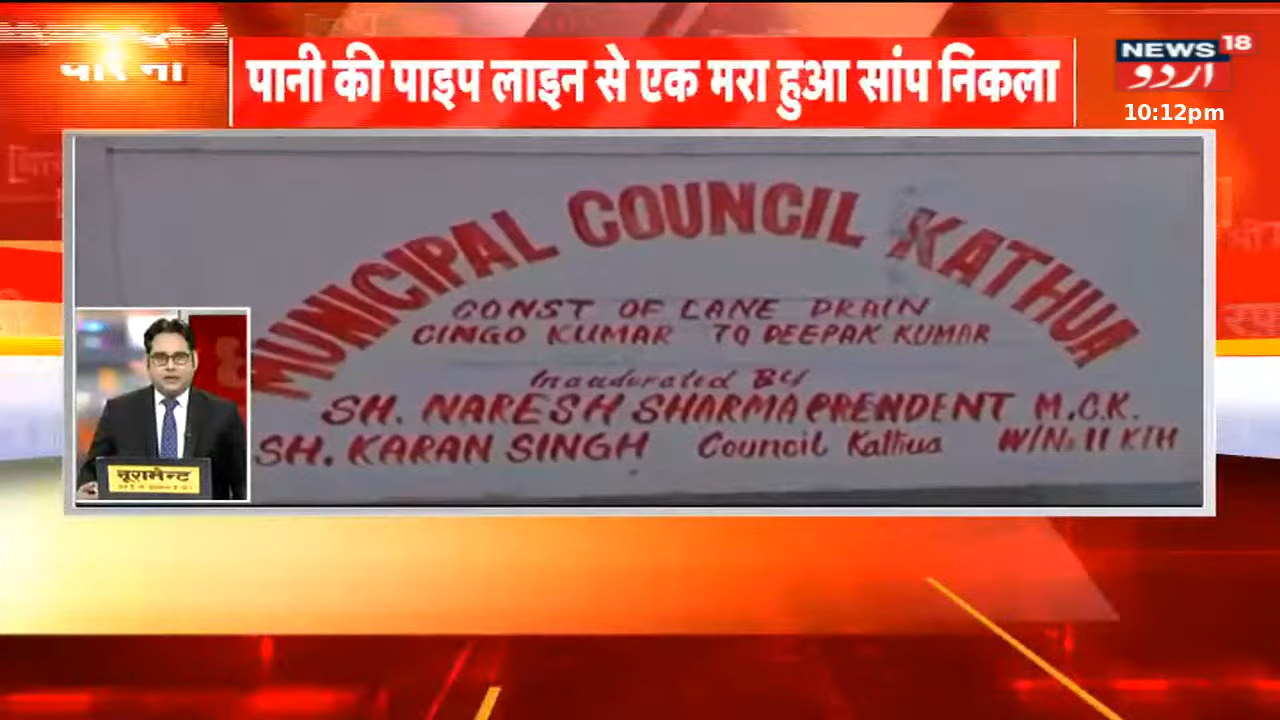 पानी की पाइप लाइन से एक मरा हुआ सांप निकला
NEWS 18
اردو
10:12pm
MUNICIPAL COUNCIL KATHUA
CONST OF LANE DRAIN
CINGO KUMAR TO DEEPAK KUMAR
Inaudurated BY
SH. NARESH SHARMA PRENDENT M.C.K.
SH. KARAN SINGH Council Kathua W/N. 11 KTH
नूरामेन्ट